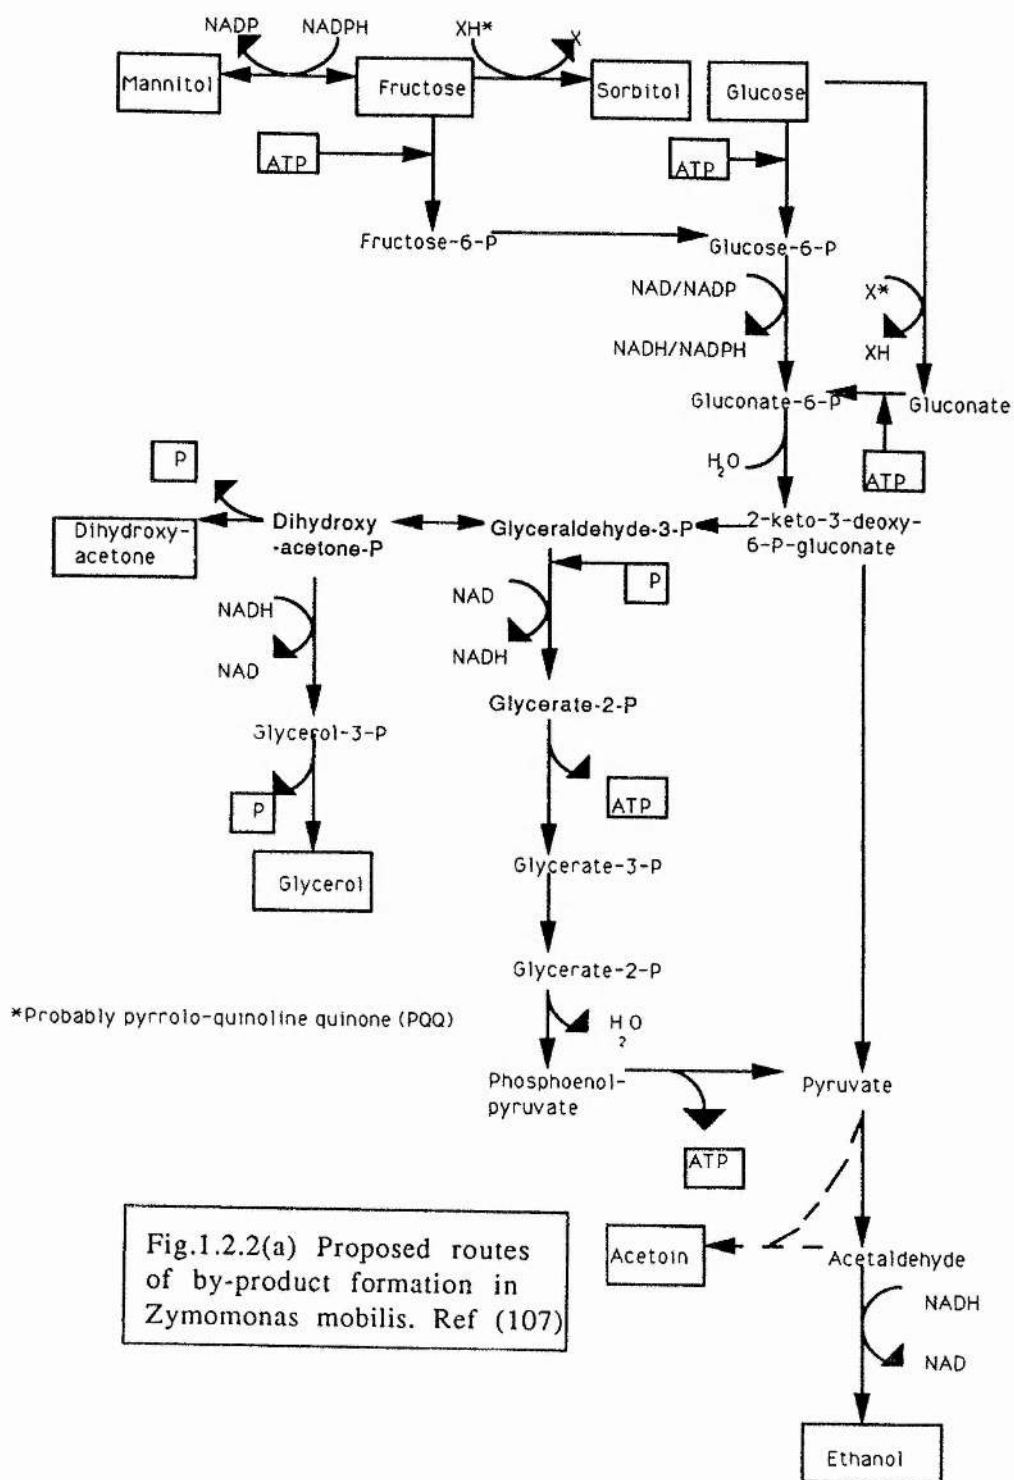 NADP NADPH XH* X
Mannitol Fructose Sorbitol Glucose
ATP ATP
Fructose-6-P Glucose-6-P
NAD/NADP X*
NADH/NADPH XH
Gluconate-6-P Gluconate
P H2O ATP
Dihydroxy-
acetone
Dihydroxy
-acetone-P
Glyceraldehyde-3-P
2-keto-3-deoxy-
6-P-gluconate
NADH NAD P
NAD NADH
Glycerol-3-P Glycerate-2-P
P ATP
Glycerol Glycerate-3-P
Glycerate-2-P
*Probably pyrrolo-quinoline quinone (PQQ)
H2O
Phosphoenol-
pyruvate
Pyruvate
ATP
Fig.1.2.2(a) Proposed routes
of by-product formation in
Zymomonas mobilis. Ref (107)
Acetoin Acetaldehyde
NADH
NAD
Ethanol